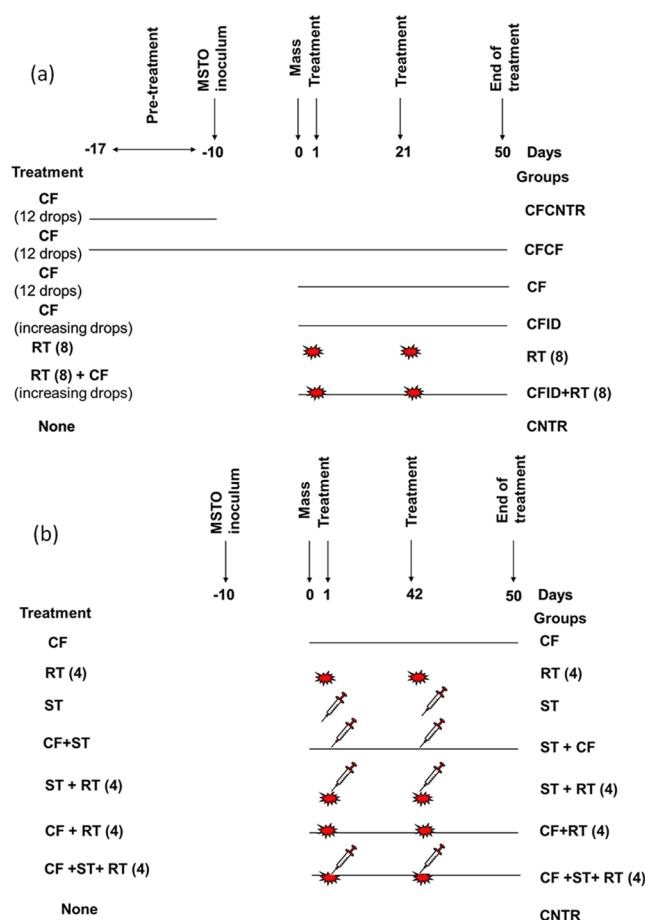 (a)
Pre-treatment
MSTO
inoculum
Mass
Treatment
Treatment
End of
treatment
-17 -10 0 1 21 50 Days
Treatment Groups
CF
(12 drops) CFCNTR
CF
(12 drops) CFCF
CF
(12 drops) CF
CF
(increasing drops) CFID
RT (8) RT (8)
RT (8) + CF
(increasing drops) CFID+RT (8)
None CNTR
(b)
MSTO
inoculum
Mass
Treatment
Treatment
End of
treatment
-10 0 1 42 50 Days
Treatment Groups
CF CF
RT (4) RT (4)
ST ST
CF+ST ST + CF
ST + RT (4) ST + RT (4)
CF + RT (4) CF+RT (4)
CF +ST+ RT (4) CF +ST+ RT (4)
None CNTR